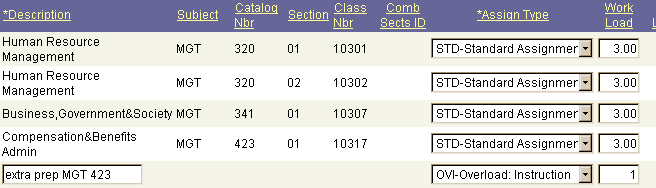 *Description Subject Catalog Nbr Section Class Nbr Comb Sects ID *Assign Type Work Load
Human Resource Management MGT 320 01 10301 STD-Standard Assignmer 3.00
Human Resource Management MGT 320 02 10302 STD-Standard Assignmer 3.00
Business,Government&Society MGT 341 01 10307 STD-Standard Assignmer 3.00
Compensation&Benefits Admin MGT 423 01 10317 STD-Standard Assignmer 3.00
extra prep MGT 423 OVI-Overload: Instruction 1